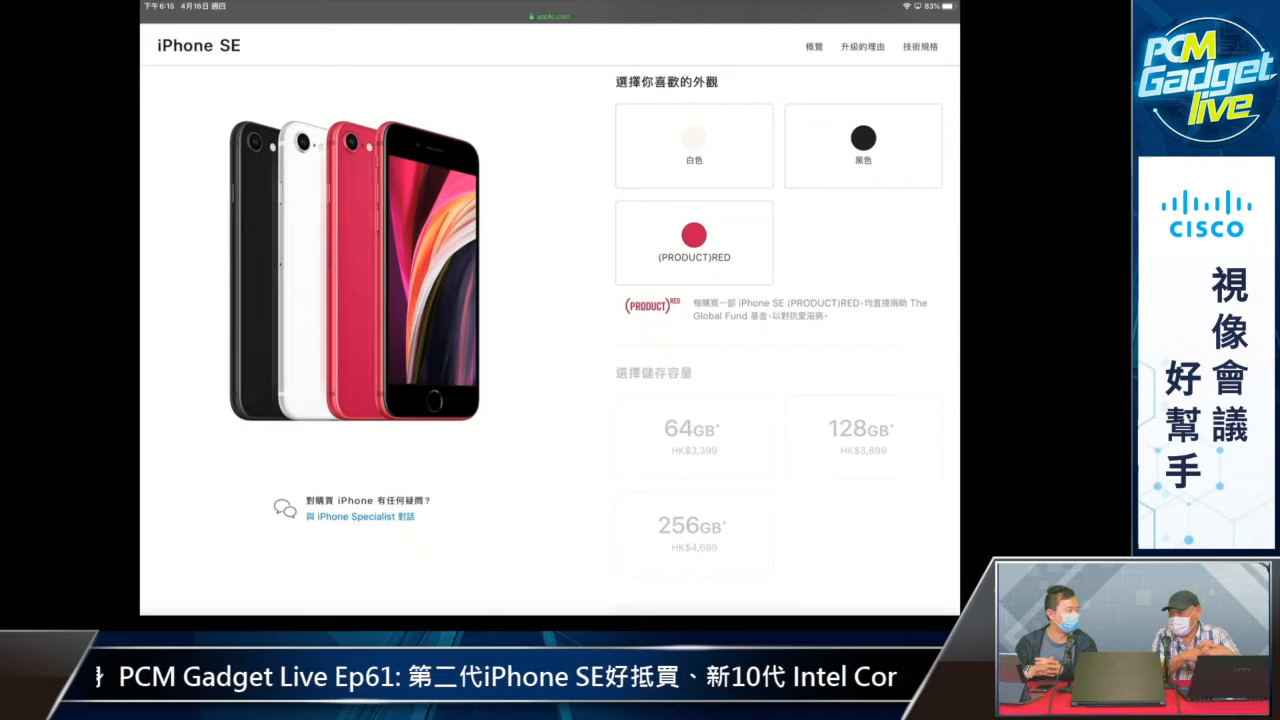 下午6:15 4月16日 週四
apple.com
83%
iPhone SE
概覽 升級的理由 技術規格
選擇你喜歡的外觀
白色
黑色
(PRODUCT)RED
(PRODUCT)RED
每購買一部 iPhone SE (PRODUCT)RED,均直接捐助 The
Global Fund 基金,以對抗愛滋病。
選擇儲存容量
64GB*
HK$3,399
128GB*
HK$3,899
256GB*
HK$4,699
對購買 iPhone 有任何疑問?
與 iPhone Specialist 對話
PCM
Gadget
live
CISCO
視像會議
好幫手
PCM Gadget Live Ep61: 第二代iPhone SE好抵買、新10代 Intel Cor